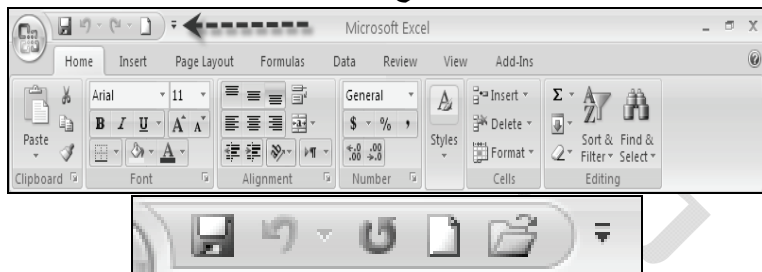 Microsoft Excel
Home Insert Page Layout Formulas Data Review View Add-Ins
Arial 11 General Insert Σ
B I U A A $ % , Delete
Paste Styles Format Sort & Find &
Filter Select
Clipboard Font Alignment Number Cells Editing